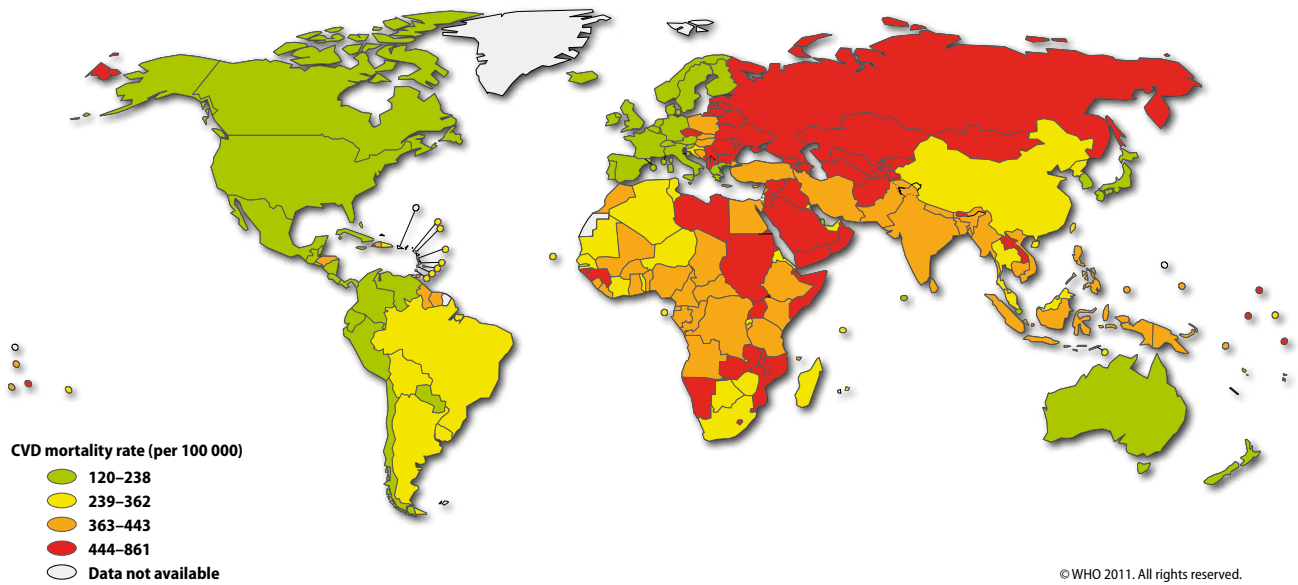 CVD mortality rate (per 100 000)
120–238
239–362
363–443
444–861
Data not available
© WHO 2011. All rights reserved.